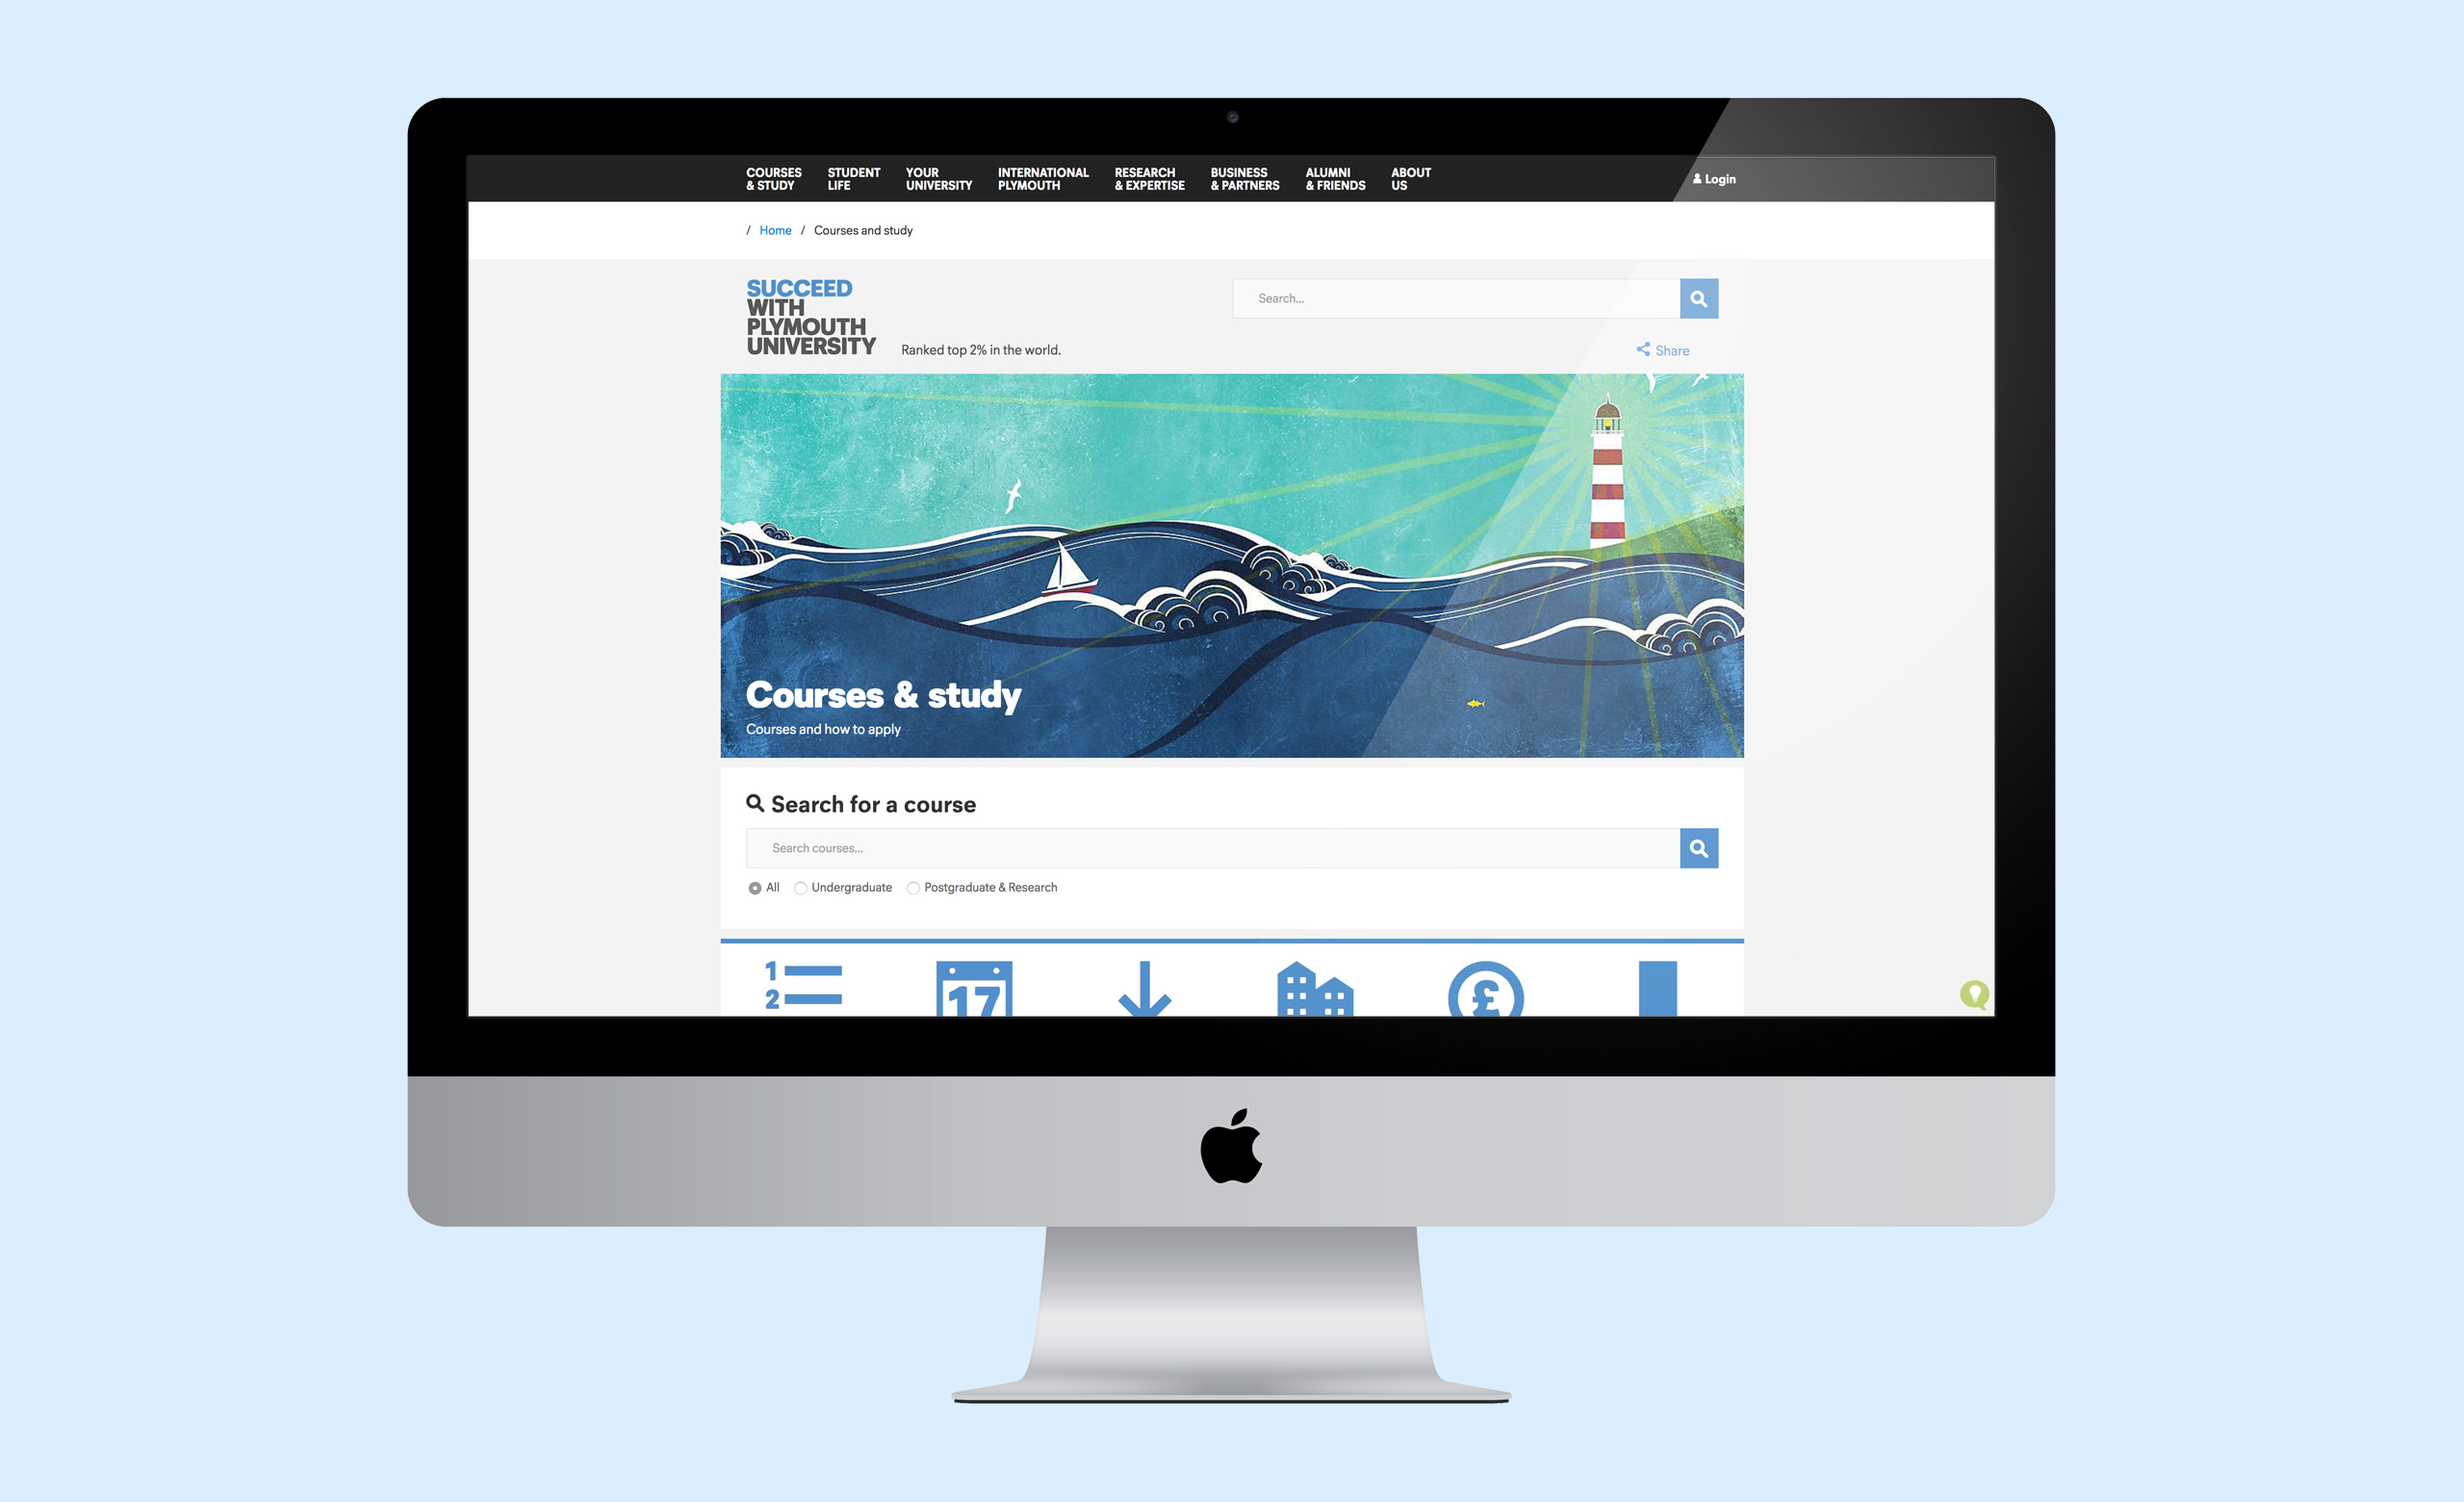 COURSES
& STUDY
STUDENT
LIFE
YOUR
UNIVERSITY
INTERNATIONAL
PLYMOUTH
RESEARCH
& EXPERTISE
BUSINESS
& PARTNERS
ALUMNI
& FRIENDS
ABOUT
US
Login
/ Home / Courses and study
SUCCEED
WITH
PLYMOUTH
UNIVERSITY
Ranked top 2% in the world.
Search...
Share
Courses & study
Courses and how to apply
Search for a course
Search courses...
All Undergraduate Postgraduate & Research
1
2
17
£